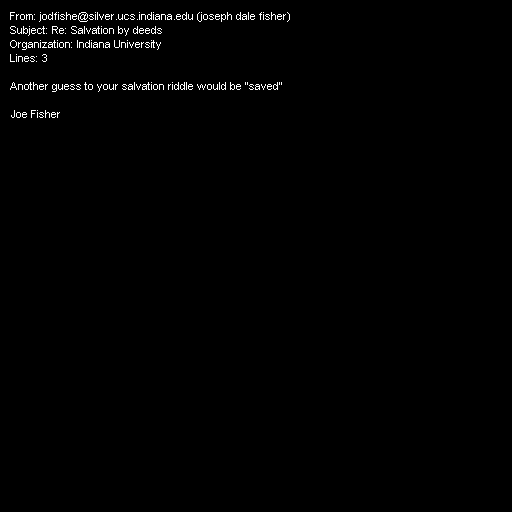 From: jodfishe@silver.ucs.indiana.edu (joseph dale fisher)
Subject: Re: Salvation by deeds
Organization: Indiana University
Lines: 3

Another guess to your salvation riddle would be "saved"

Joe Fisher